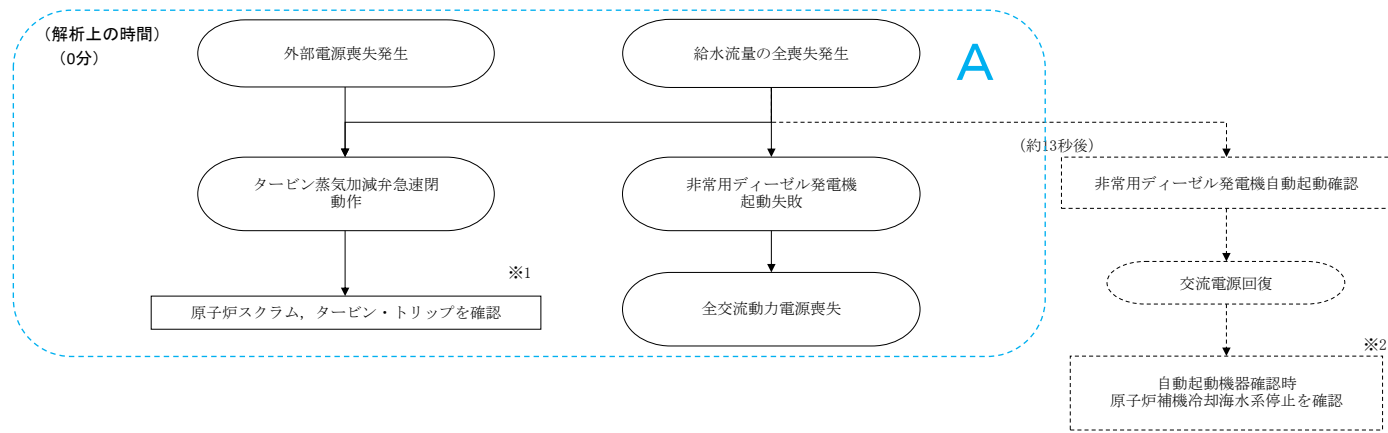 (解析上の時間)
(0分)
外部電源喪失発生
給水流量の全喪失発生
A
(約13秒後)
タービン蒸気加減弁急速閉
動作
非常用ディーゼル発電機
起動失敗
非常用ディーゼル発電機自動起動確認
※1
原子炉スクラム，タービン・トリップを確認
全交流動力電源喪失
交流電源回復
※2
自動起動機器確認時
原子炉補機冷却海水系停止を確認